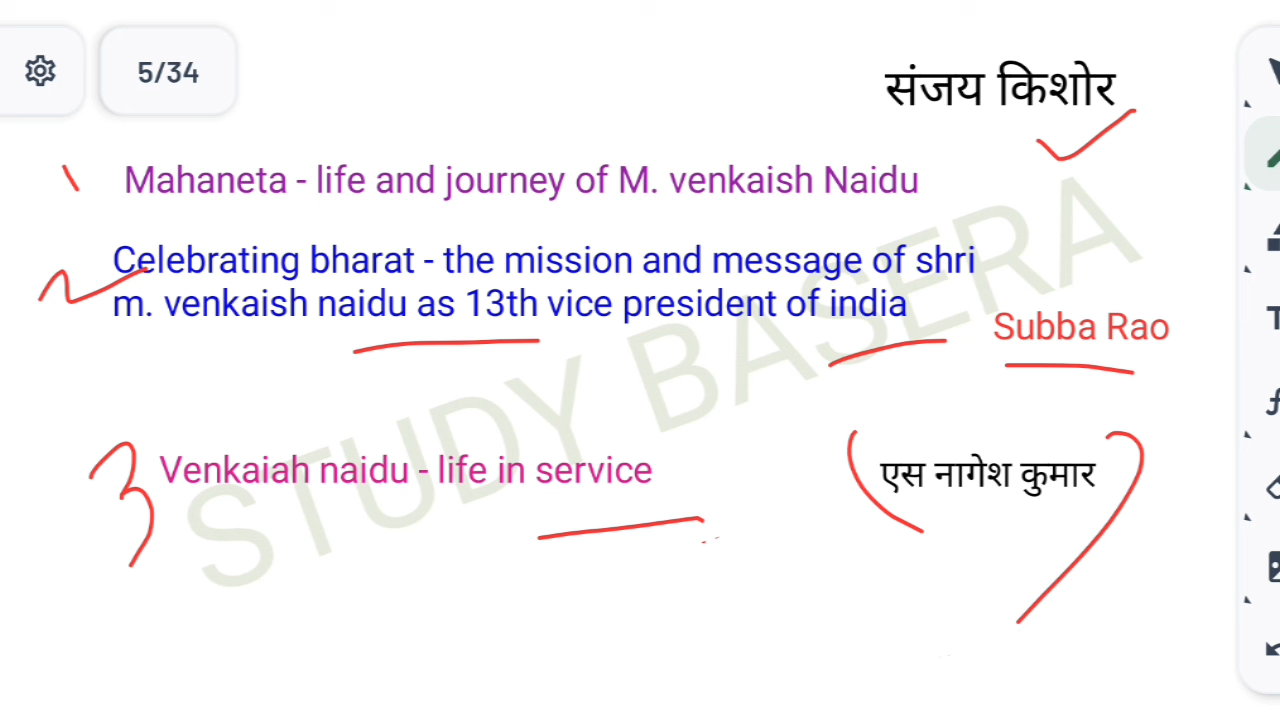 5/34
संजय किशोर
Mahaneta - life and journey of M. venkaish Naidu
Celebrating bharat - the mission and message of shri
m. venkaish naidu as 13th vice president of india
Subba Rao
3 Venkaiah naidu - life in service
एस नागेश कुमार
STUDY BASERA